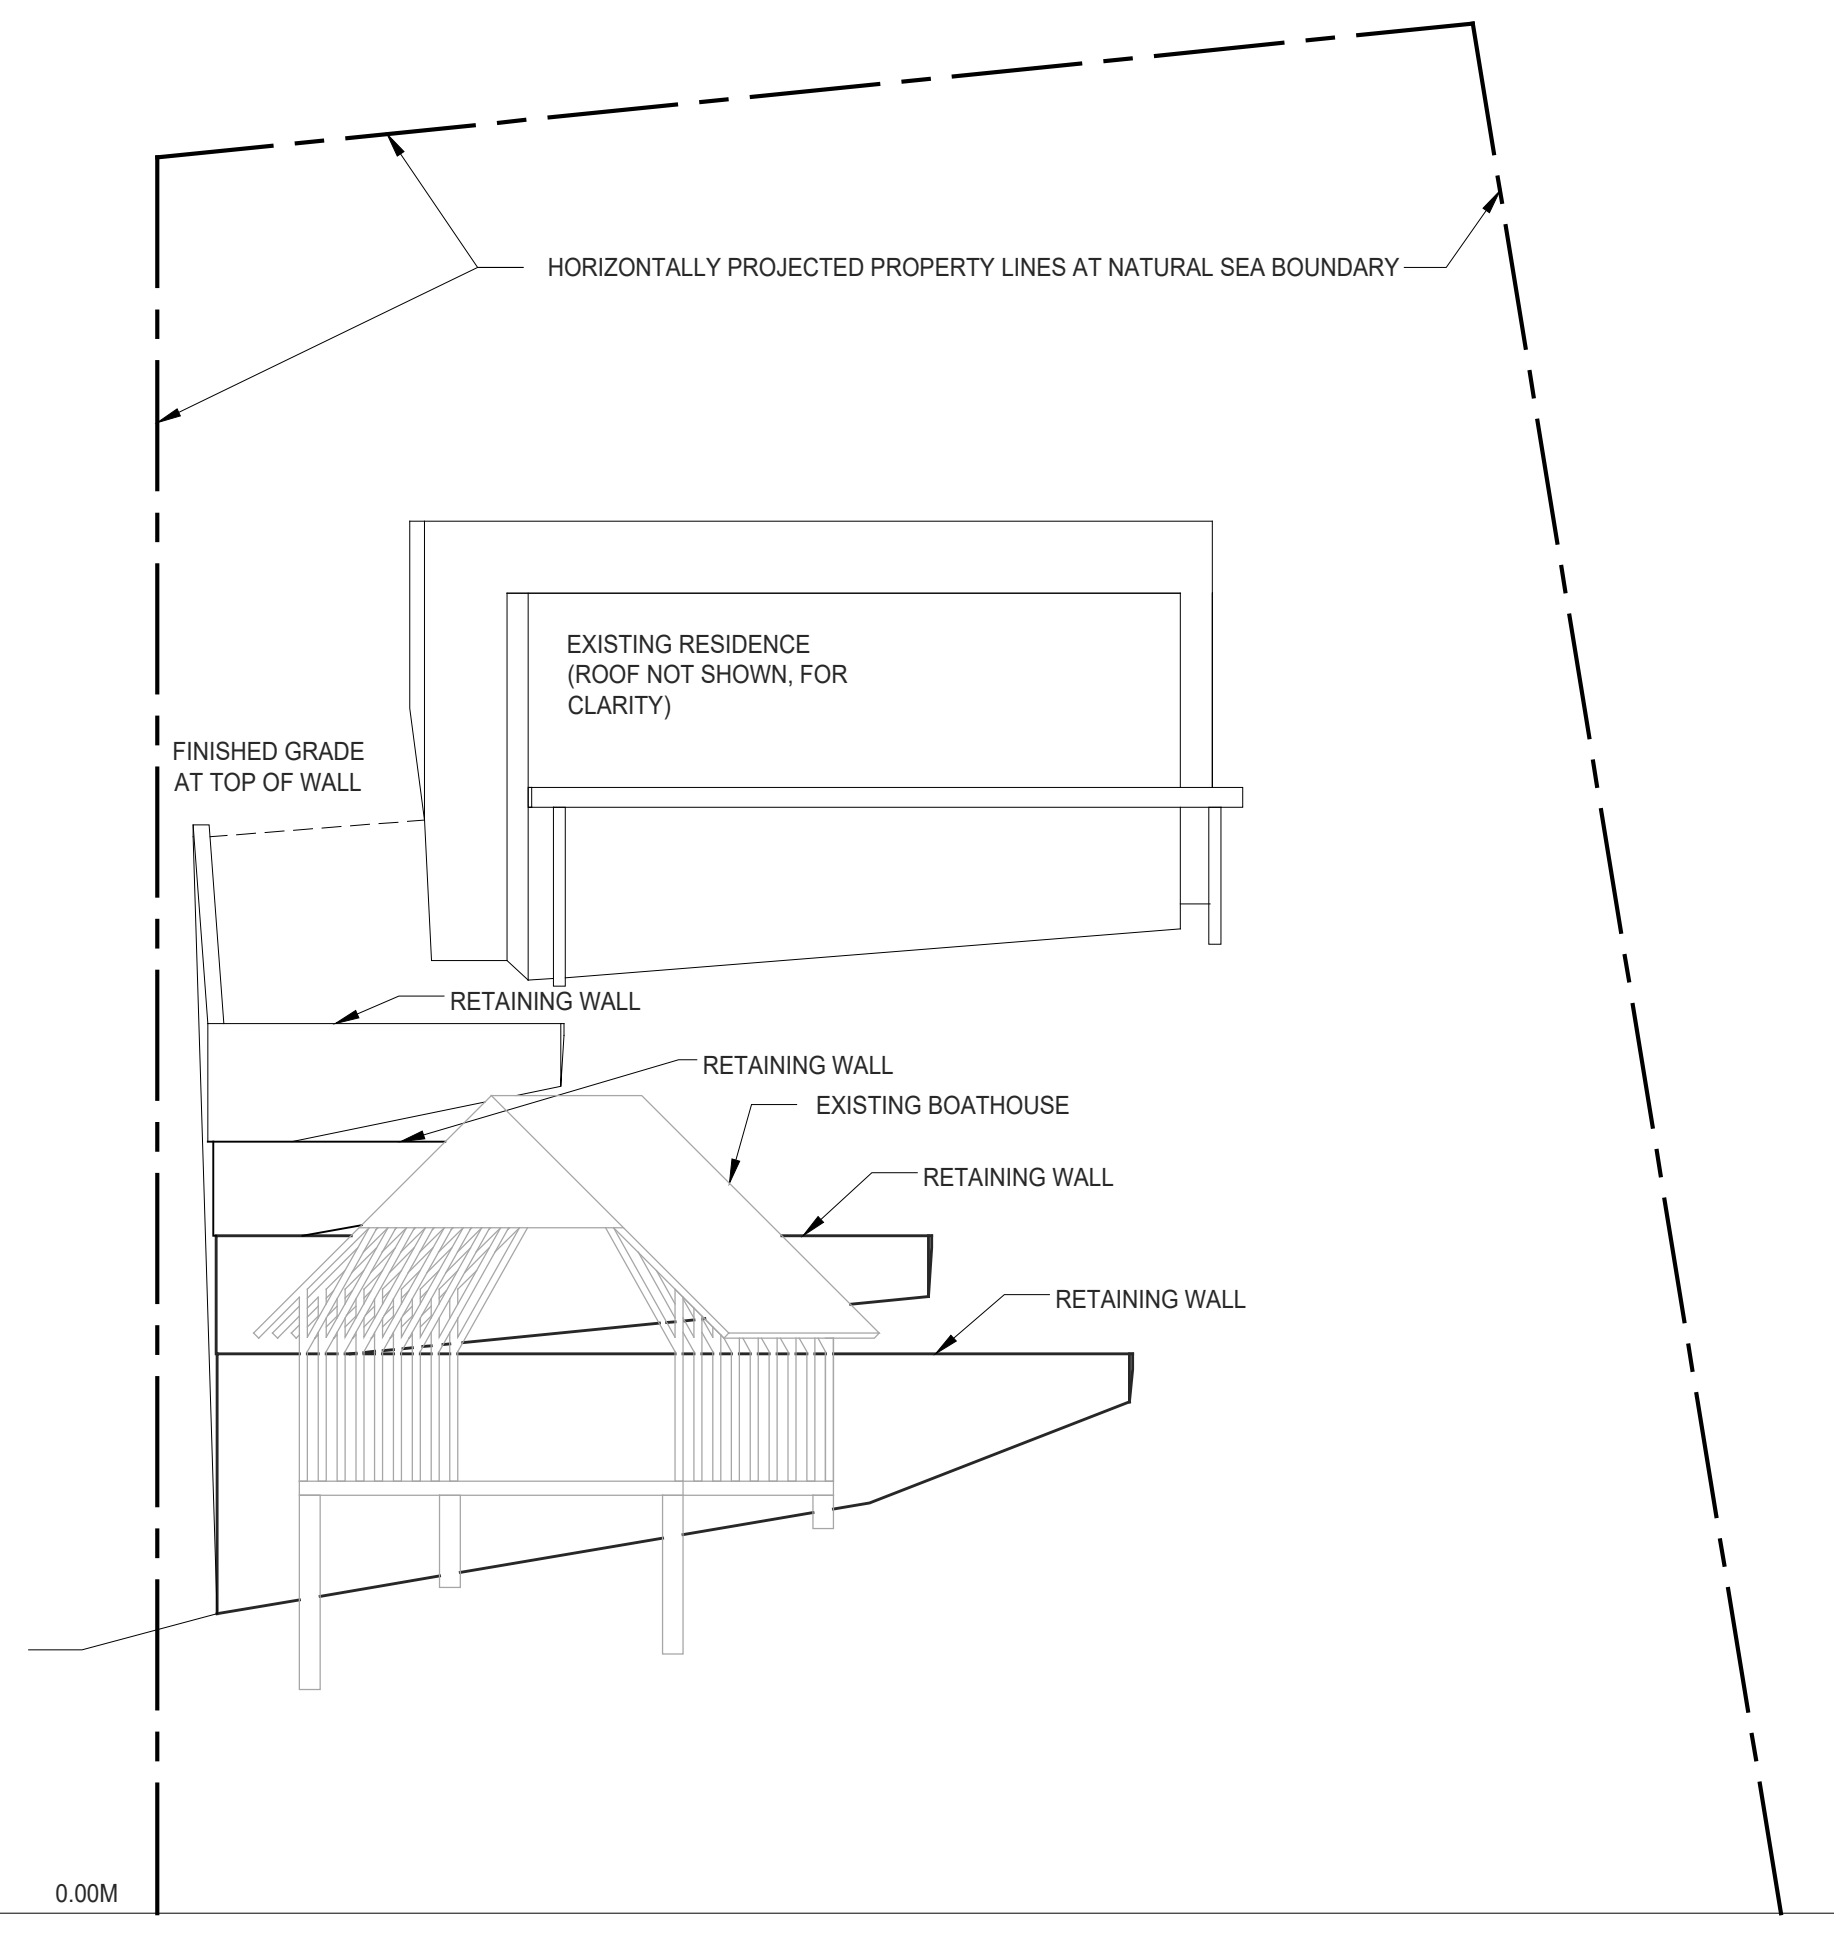 HORIZONTALLY PROJECTED PROPERTY LINES AT NATURAL SEA BOUNDARY
EXISTING RESIDENCE
(ROOF NOT SHOWN, FOR
CLARITY)
FINISHED GRADE
AT TOP OF WALL
RETAINING WALL
RETAINING WALL
EXISTING BOATHOUSE
RETAINING WALL
RETAINING WALL
0.00M